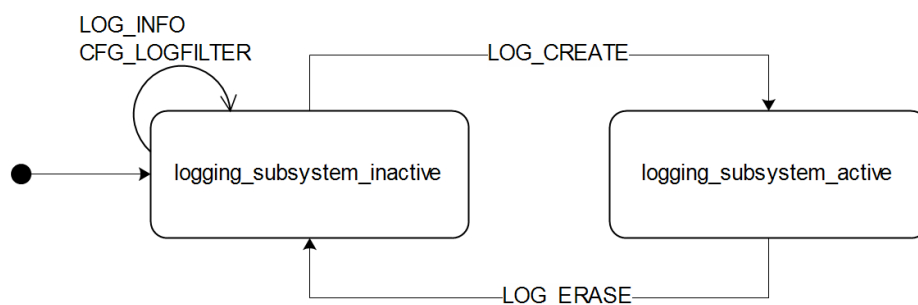 LOG_INFO
CFG_LOGFILTER
LOG_CREATE
logging_subsystem_inactive
logging_subsystem_active
LOG_ERASE